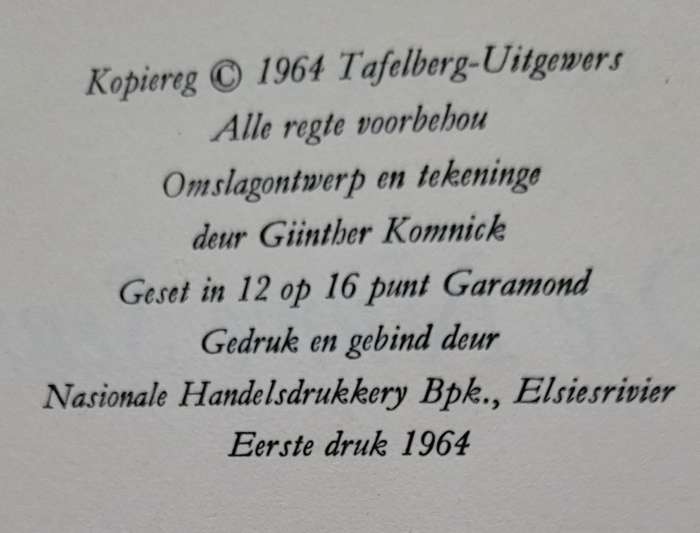 Kopiereg © 1964 Tafelberg-Uitgewers
Alle regte voorbehou
Omslagontwerp en tekeninge
deur Günther Komnick
Geset in 12 op 16 punt Garamond
Gedruk en gebind deur
Nasionale Handelsdrukkery Bpk., Elsiesrivier
Eerste druk 1964